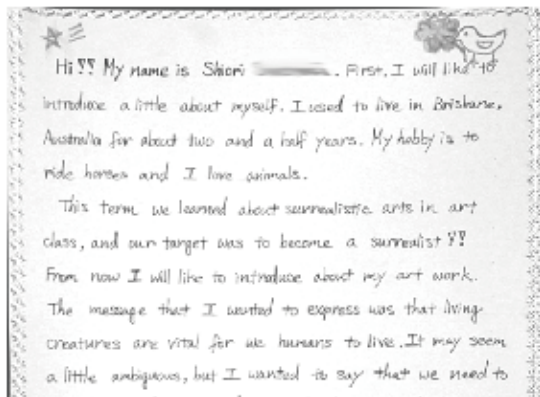 Hi!! My name is Shiori . First, I will like to
introduce a little about myself. I used to live in Brisbane,
Australia for about two and a half years. My hobby is to
ride horses and I love animals.
This term we learned about surrealistic arts in art
class, and our target was to become a surrealist!!
From now I will like to introduce about my art work.
The message that I wanted to express was that living
creatures are vital for we humans to live. It may seem
a little ambiguous, but I wanted to say that we need to